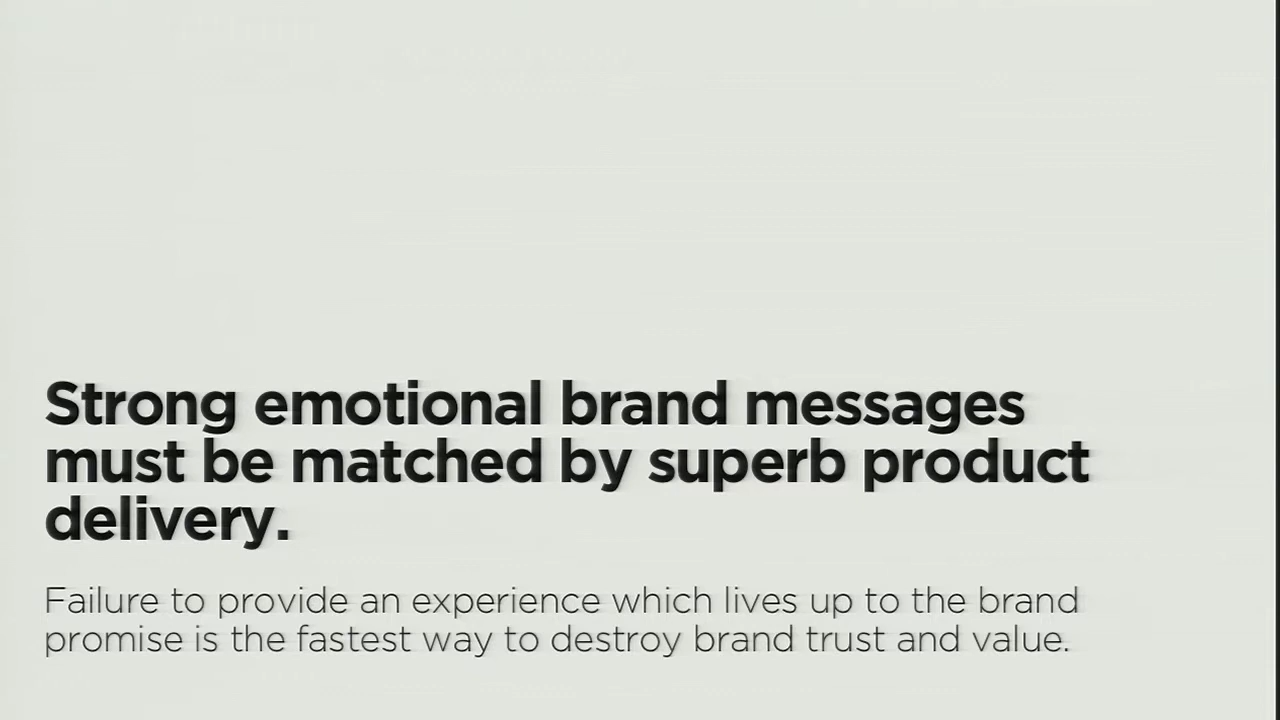 Strong emotional brand messages
must be matched by superb product
delivery.
Failure to provide an experience which lives up to the brand
promise is the fastest way to destroy brand trust and value.